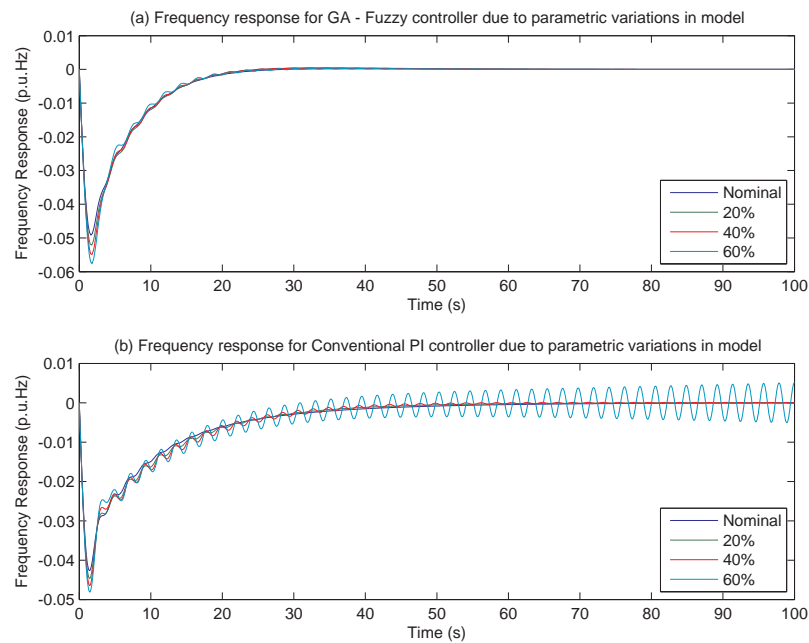 (a) Frequency response for GA - Fuzzy controller due to parametric variations in model
0.01
0
-0.01
-0.02
-0.03
-0.04
-0.05
-0.06
Frequency Response (p.u.Hz)
Nominal
20%
40%
60%
0 10 20 30 40 50 60 70 80 90 100
Time (s)
(b) Frequency response for Conventional PI controller due to parametric variations in model
0.01
0
-0.01
-0.02
-0.03
-0.04
-0.05
Frequency Response (p.u.Hz)
Nominal
20%
40%
60%
0 10 20 30 40 50 60 70 80 90 100
Time (s)